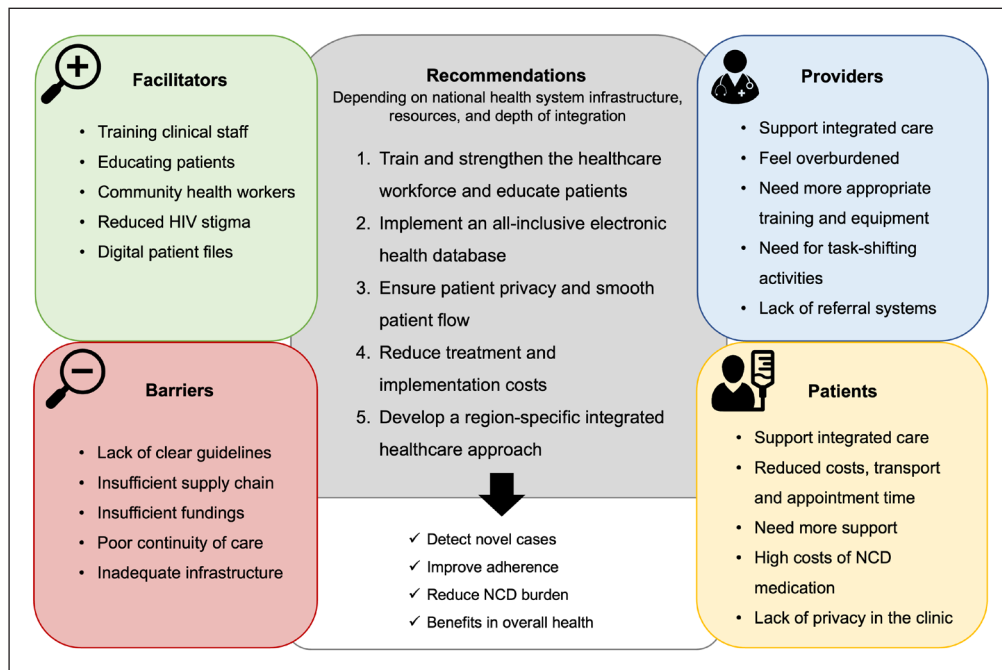 Facilitators
• Training clinical staff
• Educating patients
• Community health workers
• Reduced HIV stigma
• Digital patient files
Barriers
• Lack of clear guidelines
• Insufficient supply chain
• Insufficient fundings
• Poor continuity of care
• Inadequate infrastructure
Recommendations
Depending on national health system infrastructure,
resources, and depth of integration
1. Train and strengthen the healthcare
workforce and educate patients
2. Implement an all-inclusive electronic
health database
3. Ensure patient privacy and smooth
patient flow
4. Reduce treatment and
implementation costs
5. Develop a region-specific integrated
healthcare approach
✓ Detect novel cases
✓ Improve adherence
✓ Reduce NCD burden
✓ Benefits in overall health
Providers
• Support integrated care
• Feel overburdened
• Need more appropriate
training and equipment
• Need for task-shifting
activities
• Lack of referral systems
Patients
• Support integrated care
• Reduced costs, transport
and appointment time
• Need more support
• High costs of NCD
medication
• Lack of privacy in the clinic